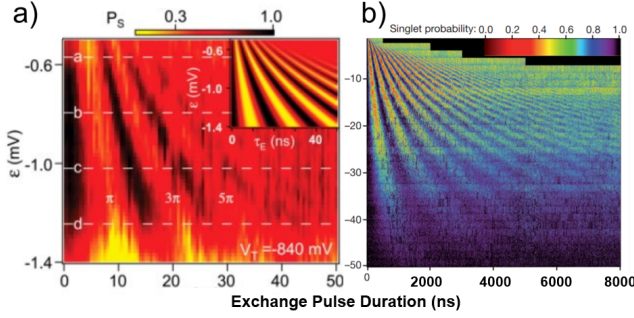 a)
P_S 0.3 1.0
ε (mV)
-0.6
-1.0
-1.4
a
b
c
d
π 3π 5π
V_T =-840 mV
0 10 20 30 40 50
ε (mV)
-0.6
-1.0
-1.4
0 40
τ_E (ns)
b)
Singlet probability: 0.0 0.2 0.4 0.6 0.8 1.0
−10
−20
−30
−40
−50
0 2000 4000 6000 8000
Exchange Pulse Duration (ns)